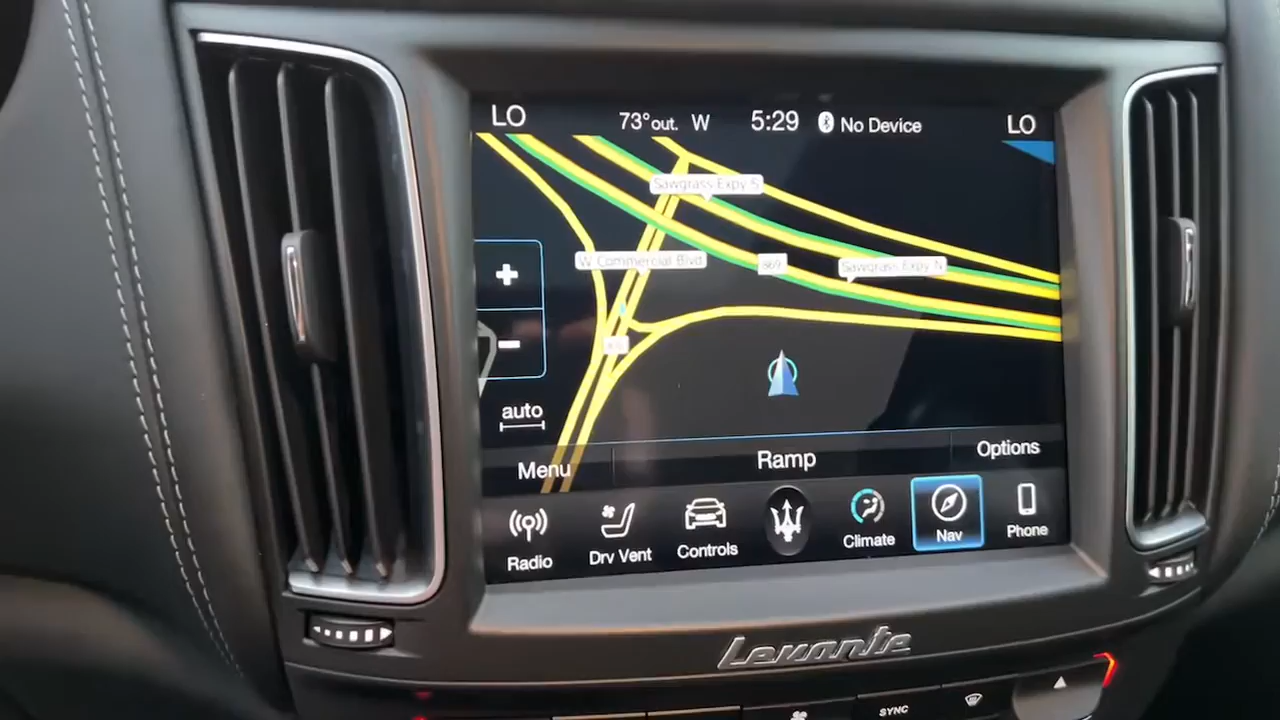 LO 73° out. W 5:29 No Device LO
Sawgrass Expy S
W Commercial Blvd 869 Sawgrass Expy N
+
-
auto
Menu Ramp Options
Radio Drv Vent Controls Climate Nav Phone
Levante
SYNC